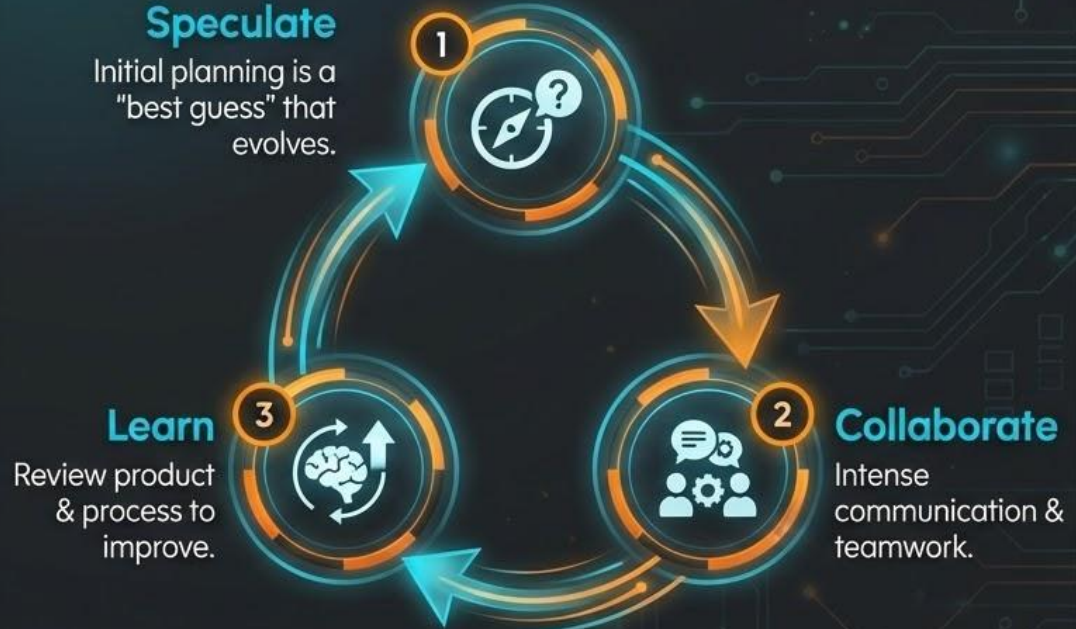 Speculate
1
Initial planning is a
"best guess" that
evolves.
?
2
Collaborate
Intense
communication &
teamwork.
3
Learn
Review product
& process to
improve.